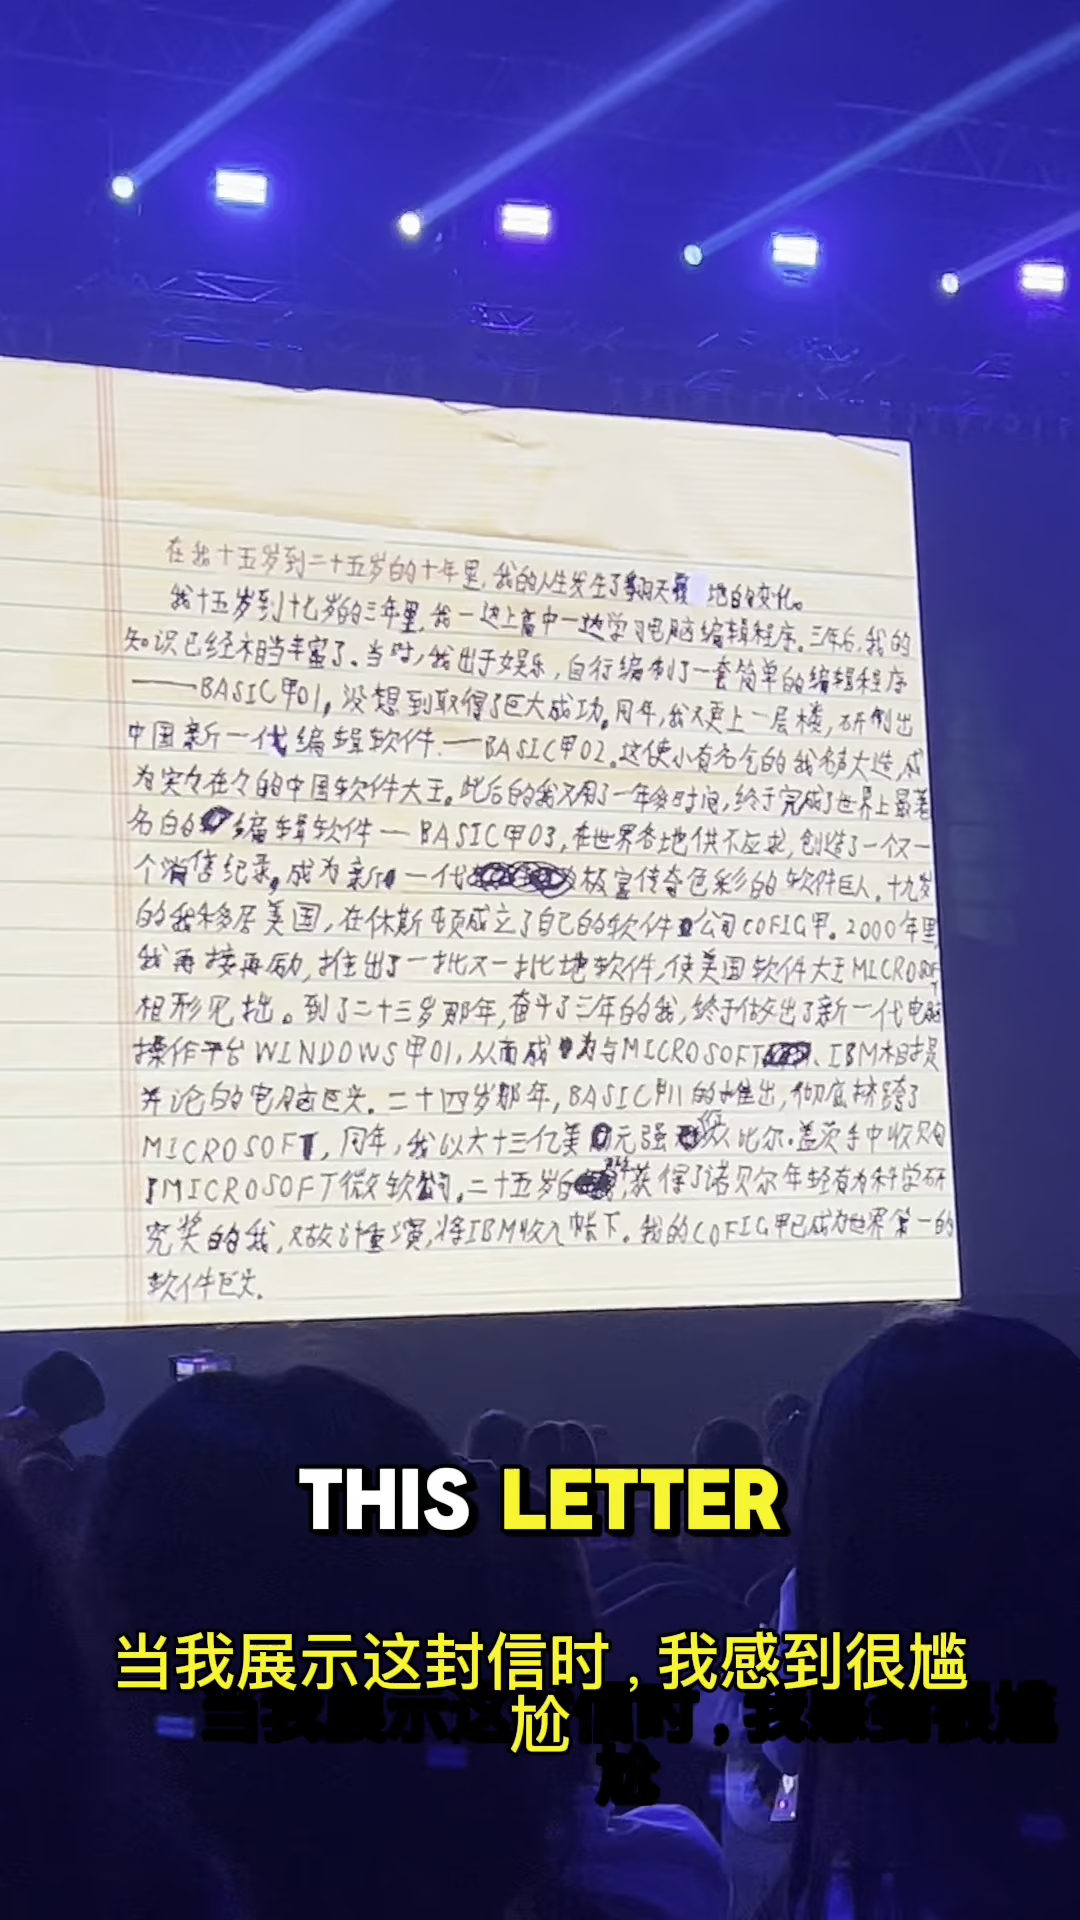 在我十五岁到二十五岁的十年里,我的人生发生了翻天覆地的变化。
我十五岁到十七岁的三年里,我一边上高中一边学习电脑编辑程序。三年后,我的
知识已经相当丰富了。当时,我出于娱乐,自行编制了一套简单的编辑程序
——BASIC甲01,没想到取得了巨大成功。同年,我又更上一层楼,研制出
中国新一代编辑软件.—BASIC甲02。这使小有名气的我名声大造,成
为实々在々的中国软件大王。此后的我又用了一年多时间,终于完成了世界上最著
名的编辑软件—BASIC甲03,在世界各地供不应求,创造了一个又一
个消售纪录,成为新一代极富传奇色彩的软件巨人。十九岁
的我移居美国,在休斯顿成立了自己的软件公司COFIG甲。2000年里,
我再接再励,推出了一批又一批地软件,使美国软件大王MICROSOFT
相形见拙。到了二十三岁那年,奋斗了三年的我,终于做出了新一代电脑
操作平台WINDOWS甲01,从而成为与MICROSOFT、IBM相提
并论的电脑巨头.二十四岁那年,BASIC甲11的推出,彻底挤跨了
MICROSOFT,同年,我以六十三亿美元强从比尔·盖茨手中收购
了MICROSOFT微软公司。二十五岁,获得了诺贝尔年轻有为科学研
究奖的我,又故计重演,将IBM收入帐下。我的COFIG甲已成为世界第一的
软件巨头.
THIS LETTER
当我展示这封信时,我感到很尴
尬